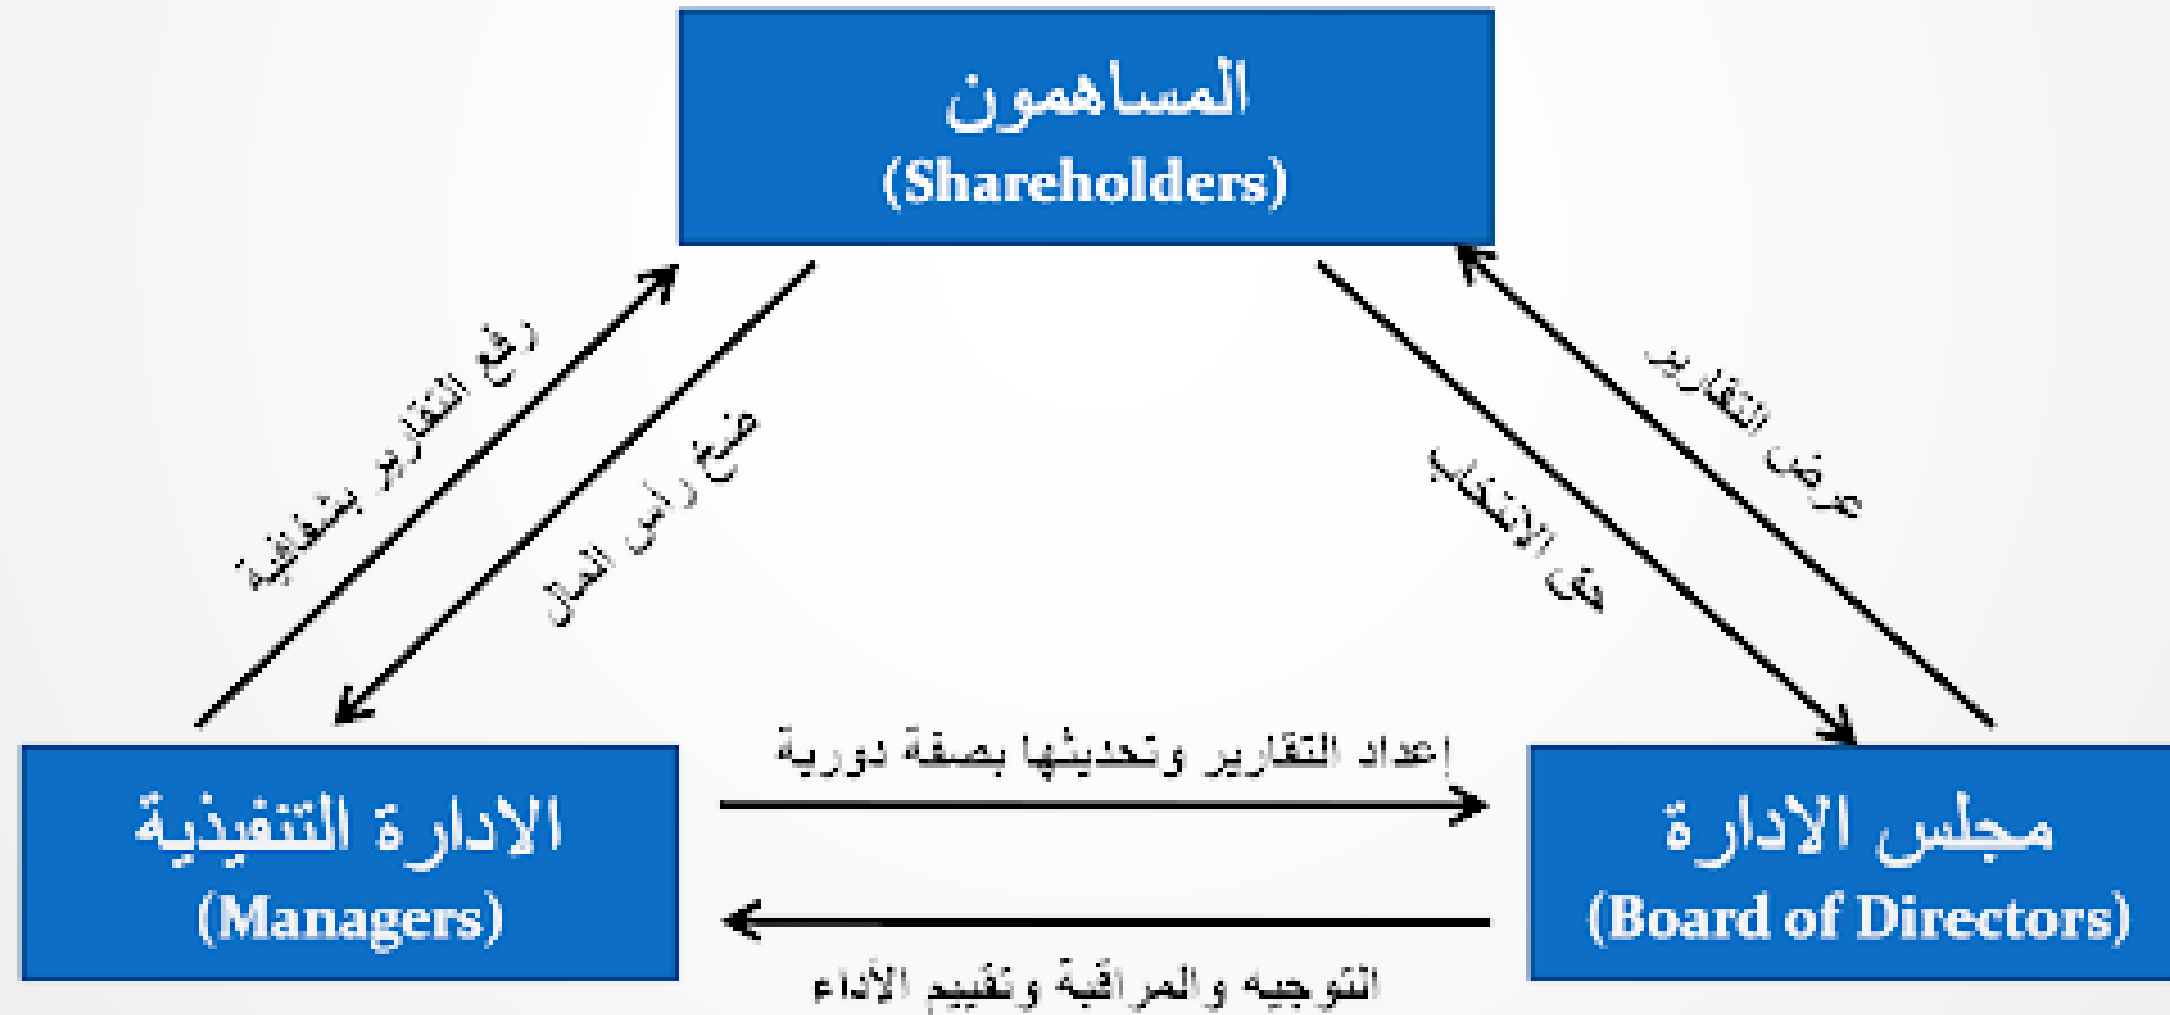 المساهمون
(Shareholders)
رفع التقارير بشفافية
ضخ رأس المال
حق الانتخاب
عرض التقارير
إعداد التقارير وتحديثها بصفة دورية
الادارة التنفيذية
(Managers)
مجلس الادارة
(Board of Directors)
التوجيه والمراقبة وتقييم الأداء